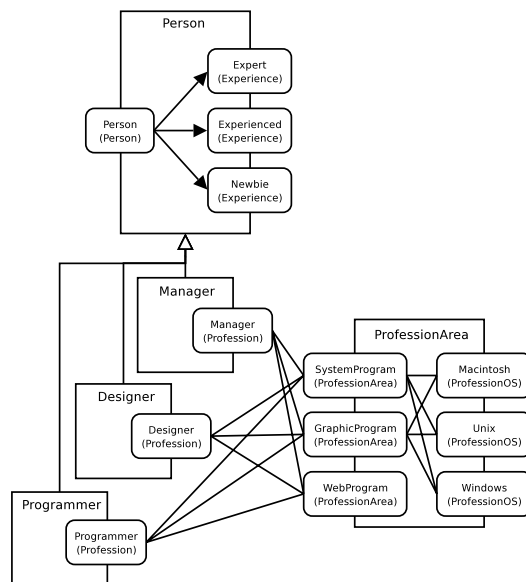 Person
Expert
(Experience)
Person
(Person)
Experienced
(Experience)
Newbie
(Experience)
Manager
Manager
(Profession)
ProfessionArea
SystemProgram
(ProfessionArea)
Macintosh
(ProfessionOS)
Designer
Designer
(Profession)
GraphicProgram
(ProfessionArea)
Unix
(ProfessionOS)
WebProgram
(ProfessionArea)
Windows
(ProfessionOS)
Programmer
Programmer
(Profession)